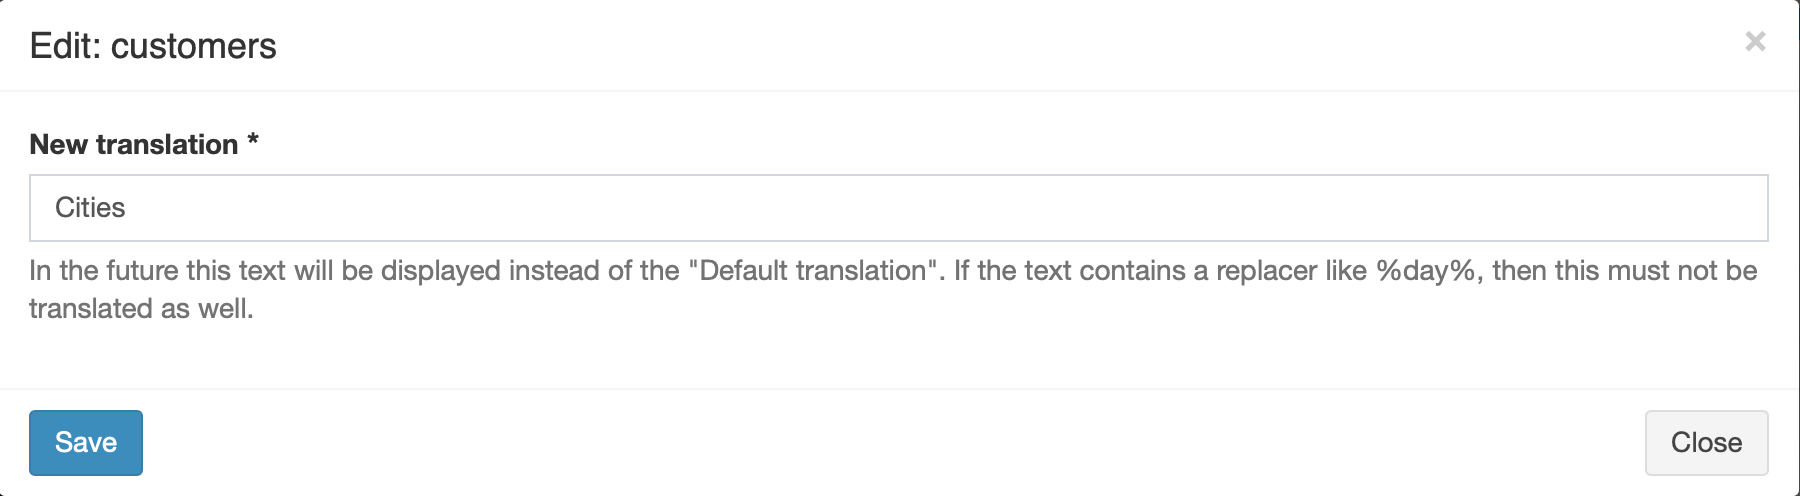 Edit: customers
×
New translation *
Cities
In the future this text will be displayed instead of the "Default translation". If the text contains a replacer like %day%, then this must not be
translated as well.
Save
Close